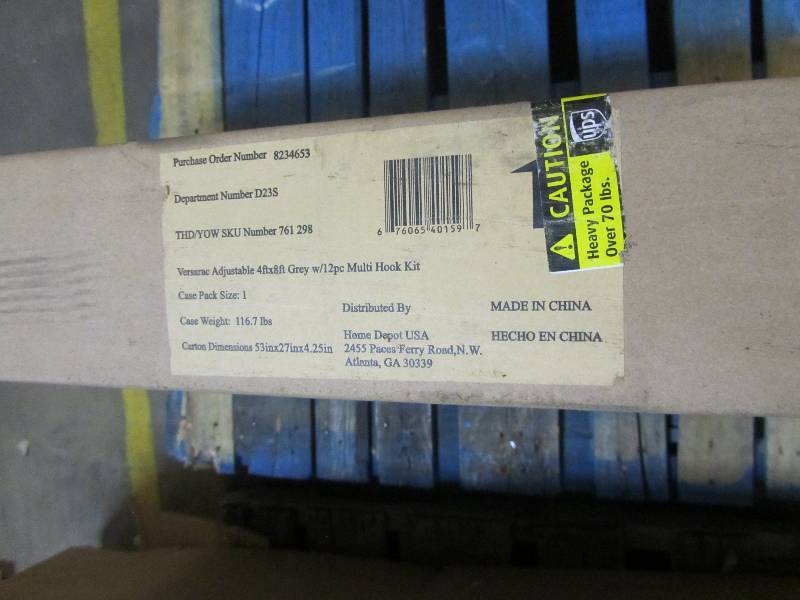 Purchase Order Number 8234653
Department Number D23S
THD/YOW SKU Number 761 298
6 76065 40159 7
Versarac Adjustable 4ftx8ft Grey w/12pc Multi Hook Kit
Case Pack Size: 1
Case Weight: 116.7 lbs
Carton Dimensions 53inx27inx4.25in
Distributed By
Home Depot USA
2455 Paces Ferry Road,N.W.
Atlanta, GA 30339
MADE IN CHINA
HECHO EN CHINA
CAUTION
ups
Heavy Package
Over 70 lbs.